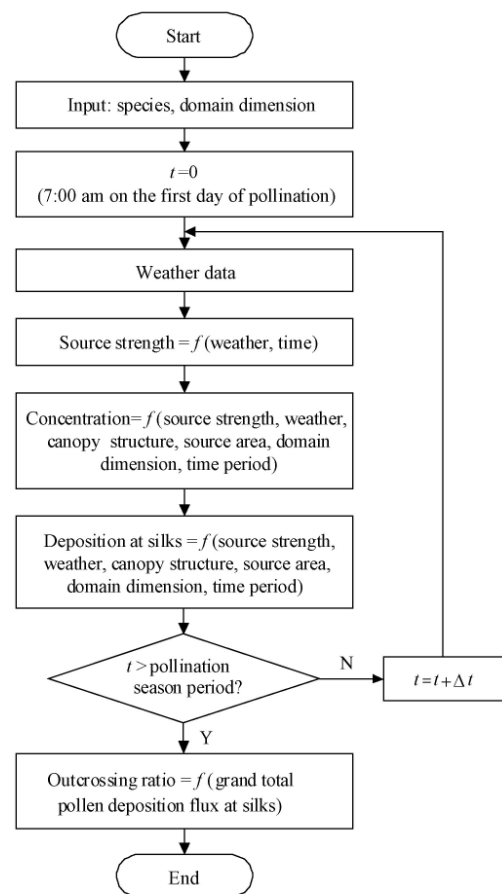 Start
Input: species, domain dimension
t=0
(7:00 am on the first day of pollination)
Weather data
Source strength = f (weather, time)
Concentration= f (source strength, weather,
canopy structure, source area, domain
dimension, time period)
Deposition at silks = f (source strength,
weather, canopy structure, source area,
domain dimension, time period)
t > pollination
season period?
N
t=t+Δt
Y
Outcrossing ratio = f ( grand total
pollen deposition flux at silks)
End